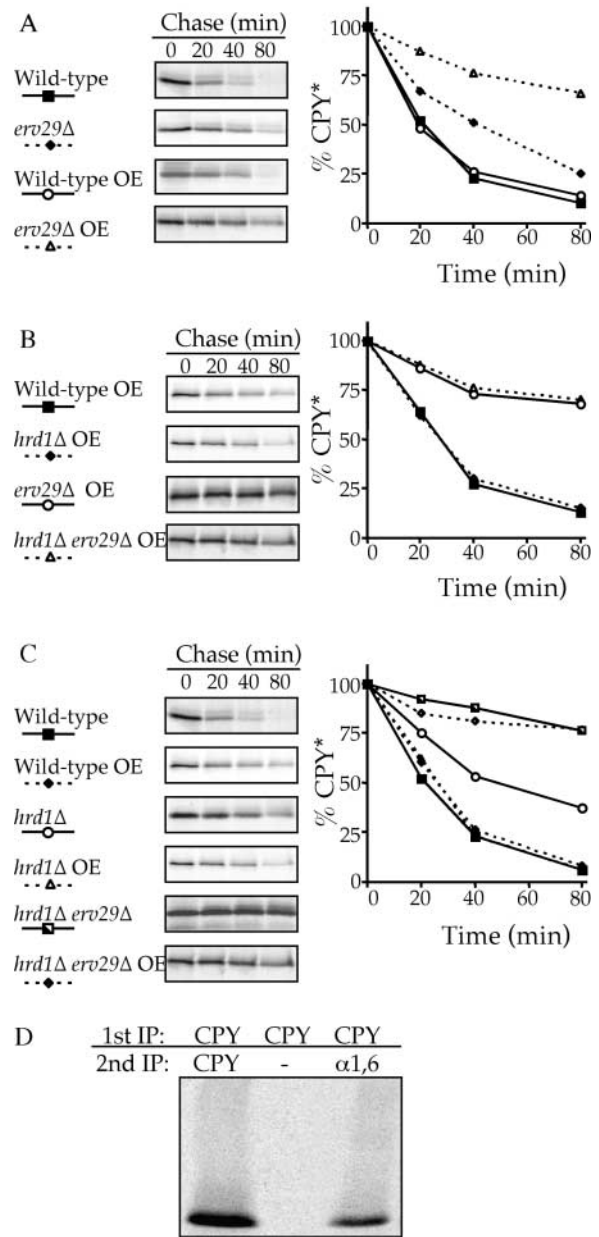 A
Chase (min)
0 20 40 80
Wild-type
erv29Δ
Wild-type OE
erv29Δ OE
% CPY*
100
75
50
25
0
0 20 40 60 80
Time (min)
B
Chase (min)
0 20 40 80
Wild-type OE
hrd1Δ OE
erv29Δ OE
hrd1Δ erv29Δ OE
% CPY*
100
75
50
25
0
0 20 40 60 80
Time (min)
C
Chase (min)
0 20 40 80
Wild-type
Wild-type OE
hrd1Δ
hrd1Δ OE
hrd1Δ erv29Δ
hrd1Δ erv29Δ OE
% CPY*
100
75
50
25
0
0 20 40 60 80
Time (min)
D
1st IP: CPY CPY CPY
2nd IP: CPY - α1,6